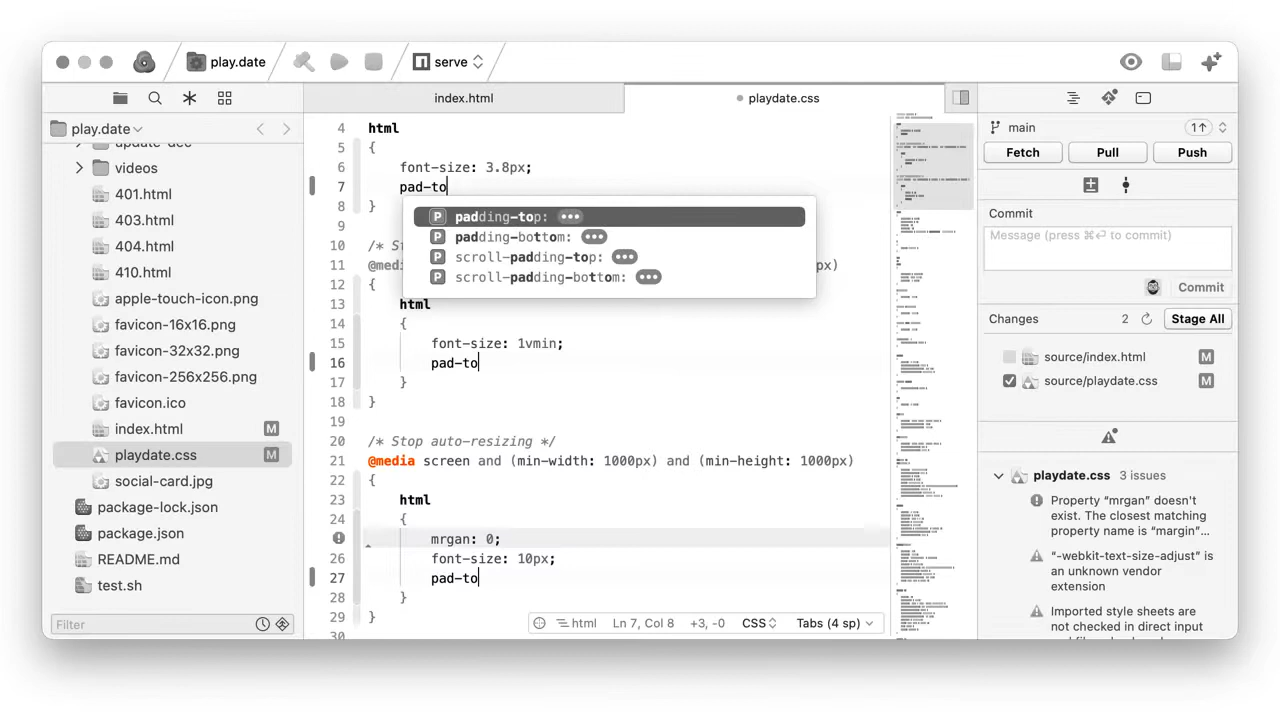 play.date
serve
index.html
playdate.css
play.date
update-dec
videos
401.html
403.html
404.html
410.html
apple-touch-icon.png
favicon-16x16.png
favicon-32x32.png
favicon-256x256.png
favicon.ico
index.html M
playdate.css M
social-card.jpg
package-lock.json
package.json
README.md
test.sh
Filter
4 html
5 {
6 font-size: 3.8px;
7 pad-to
8 }
9
10 /* St
11 @medi px)
12 {
13 html
14 {
15 font-size: 1vmin;
16 pad-to
17 }
18 }
19
20 /* Stop auto-resizing */
21 @media screen and (min-width: 1000px) and (min-height: 1000px)
22 {
23 html
24 {
mrgan: 0;
26 font-size: 10px;
27 pad-to
28 }
29 }
30
P padding-top: •••
P padding-bottom: •••
P scroll-padding-top: •••
P scroll-padding-bottom: •••
html Ln 7, Col 8 +3, -0 CSS Tabs (4 sp)
main 1↑
Fetch Pull Push
Commit
Message (press ⌘↩ to commit)
Commit
Changes 2 Stage All
source/index.html M
source/playdate.css M
playdate.css 3 issues
Property “mrgan” doesn’t
exist. The closest matching
property name is “margin”...
“-webkit-text-size-adjust” is
an unknown vendor
extension
Imported style sheets are
not checked in direct input